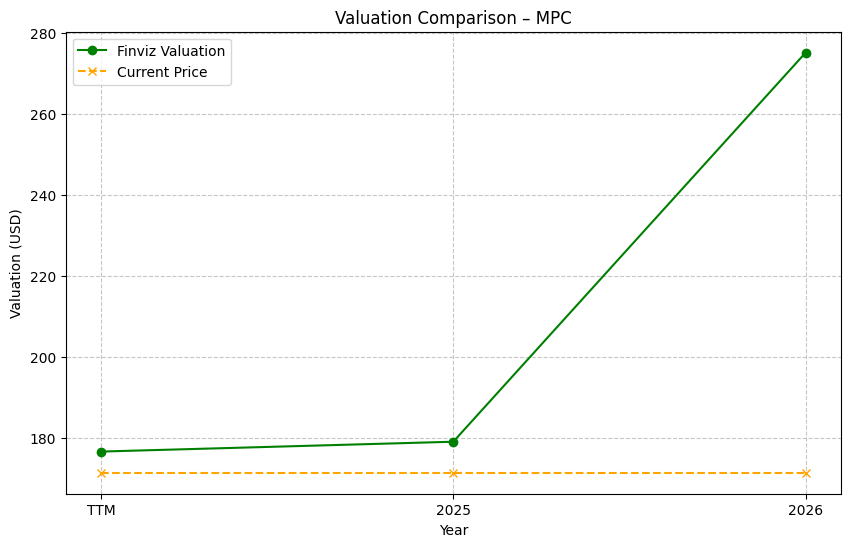 Valuation Comparison – MPC
Finviz Valuation
Current Price
280
260
240
220
200
180
Valuation (USD)
TTM
2025
2026
Year